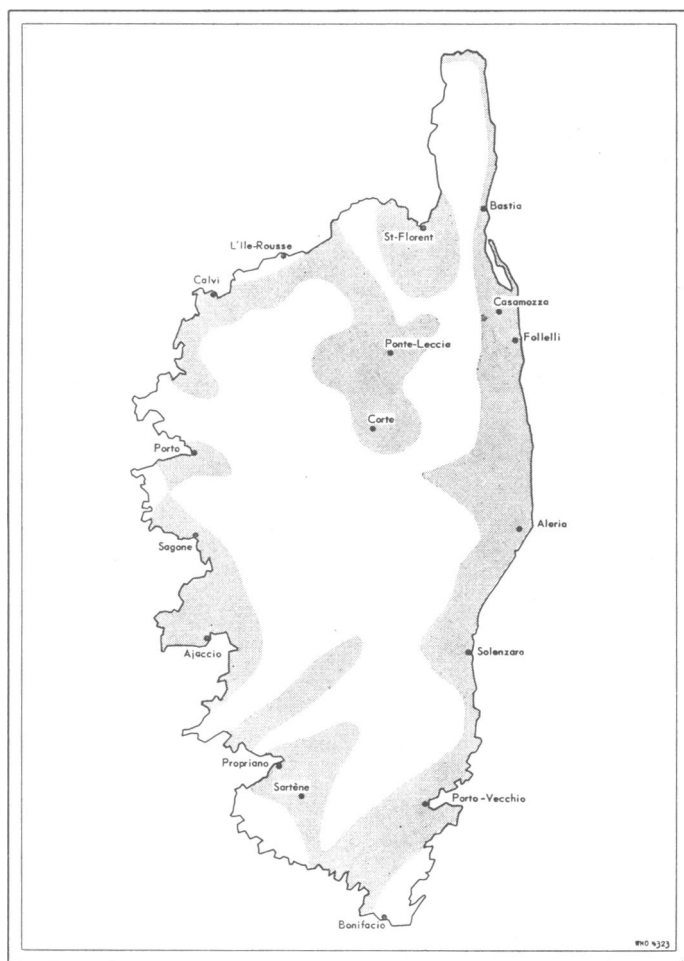 Bastia
St-Florent
L'Ile-Rousse
Calvi
Casamozza
Follelli
Ponte-Leccia
Corte
Porto
Aleria
Sagone
Ajaccio
Solenzara
Propriano
Sartène
Porto-Vecchio
Bonifacio
WHO 4323